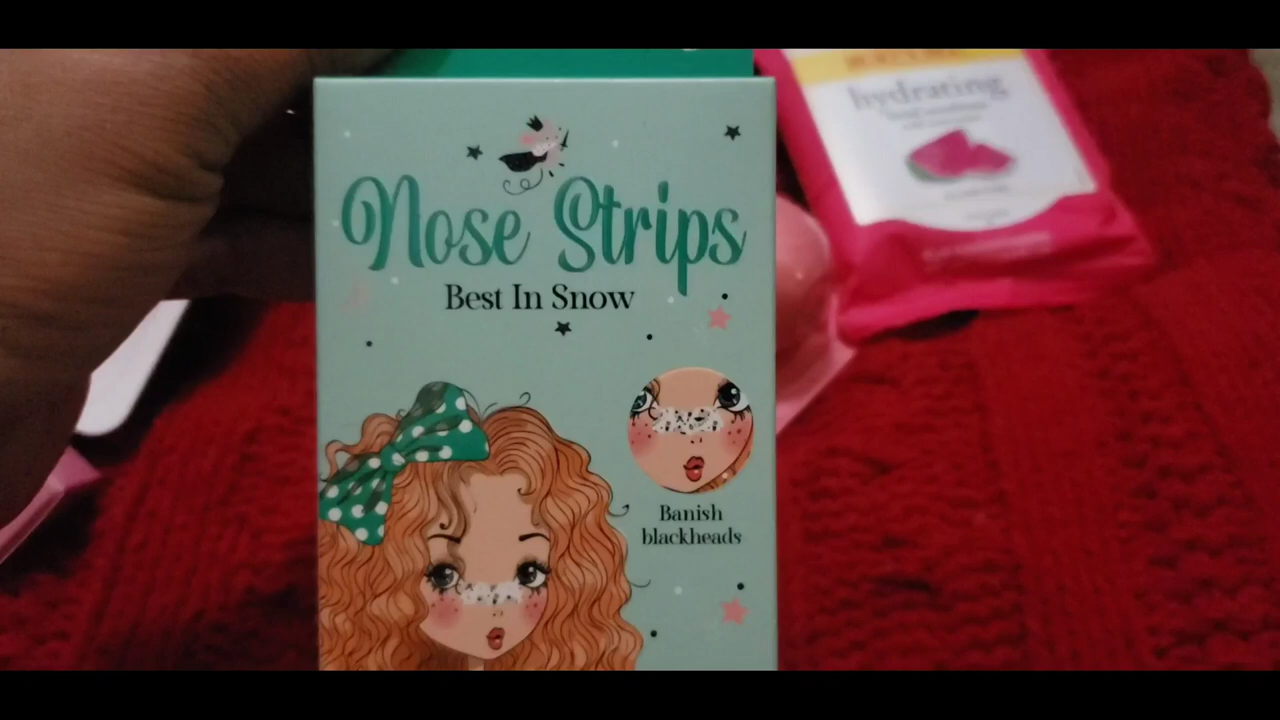 Nose Strips
Best In Snow
Banish
blackheads
hydrating